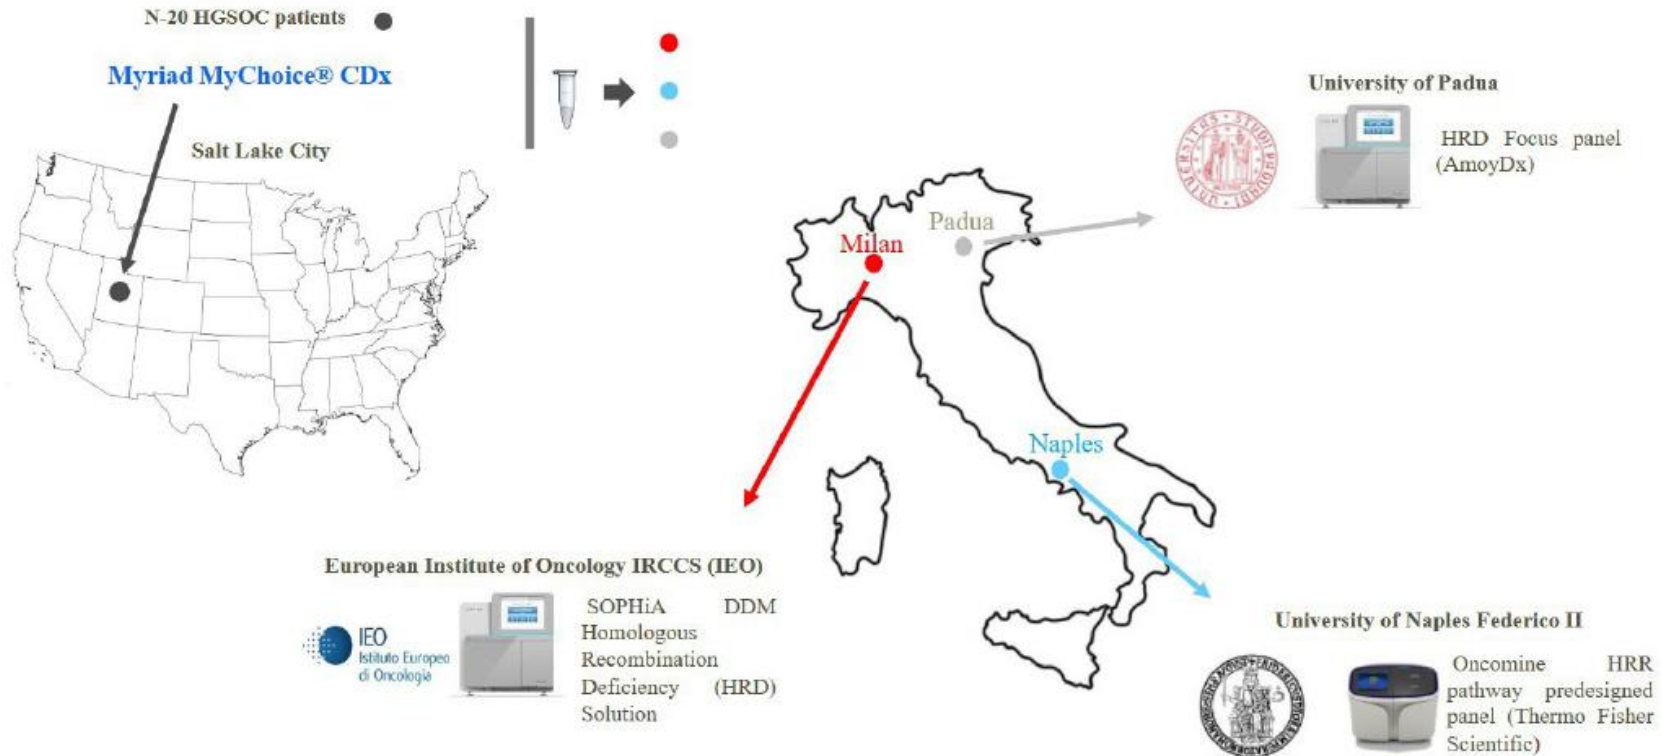 N-20 HGSOC patients
Myriad MyChoice® CDx
Salt Lake City
University of Padua
HRD Focus panel
(AmoyDx)
Padua
Milan
Naples
European Institute of Oncology IRCCS (IEO)
IEO
Istituto Europeo
di Oncologia
SOPHiA DDM
Homologous
Recombination
Deficiency (HRD)
Solution
University of Naples Federico II
Oncomine HRR
pathway predesigned
panel (Thermo Fisher
Scientific)